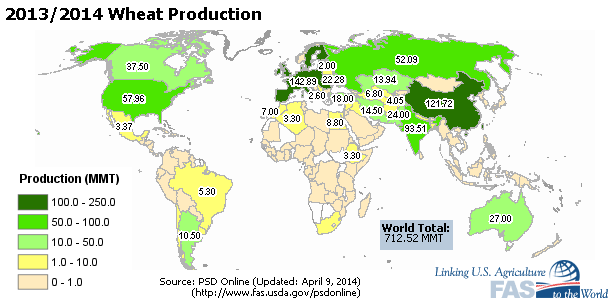 2013/2014 Wheat Production
37.50
57.96
3.37
5.30
10.50
52.09
2.00
142.89
22.28
13.94
2.60
6.80
4.05
121.72
7.00
18.00
3.30
8.80
14.50
24.00
93.51
3.30
27.00
Production (MMT)
100.0 - 250.0
50.0 - 100.0
10.0 - 50.0
1.0 - 10.0
0 - 1.0
World Total:
712.52 MMT
Source: PSD Online (Updated: April 9, 2014)
(http://www.fas.usda.gov/psdonline)
Linking U.S. Agriculture
FAS to the World